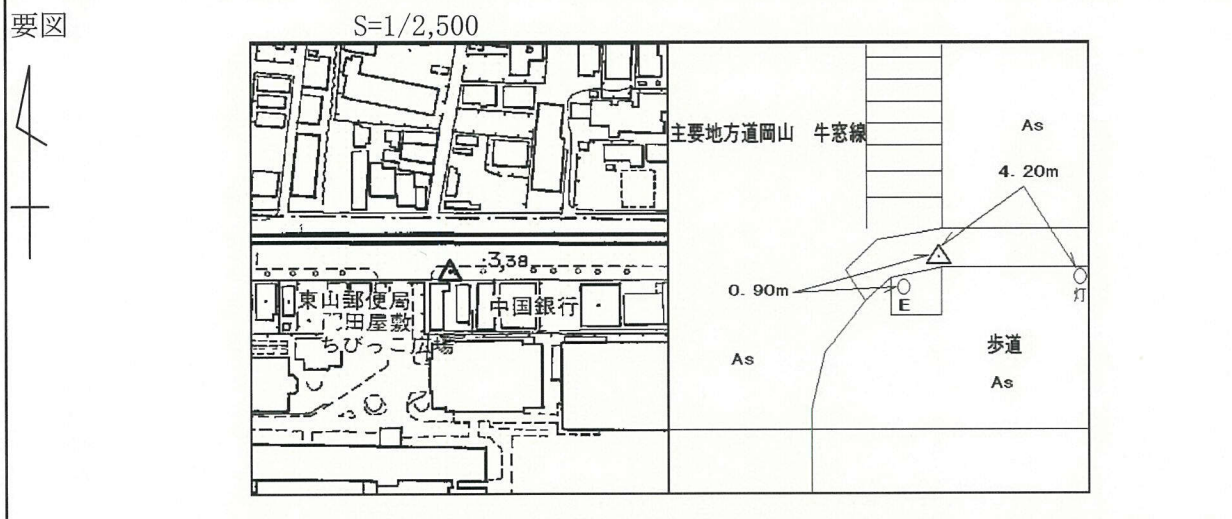 要図
S=1/2,500
3,38
東山郵便局
田屋敷
ちびっこ広場
中国銀行
主要地方道岡山 牛窓線
As
4. 20m
0. 90m
E
灯
As
歩道
As